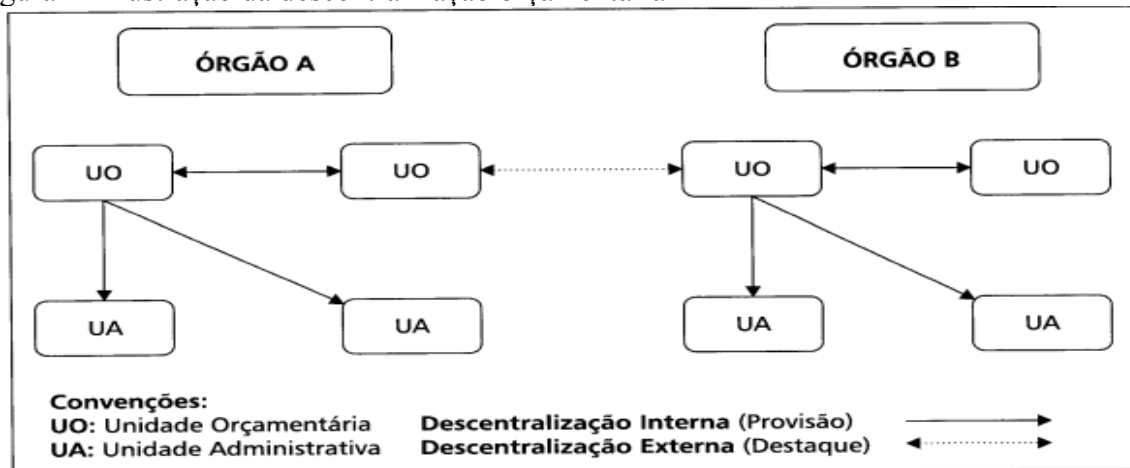 ÓRGÃO A ÓRGÃO B
UO UO UO UO
UA UA UA UA
Convenções:
UO: Unidade Orçamentária Descentralização Interna (Provisão)
UA: Unidade Administrativa Descentralização Externa (Destaque)